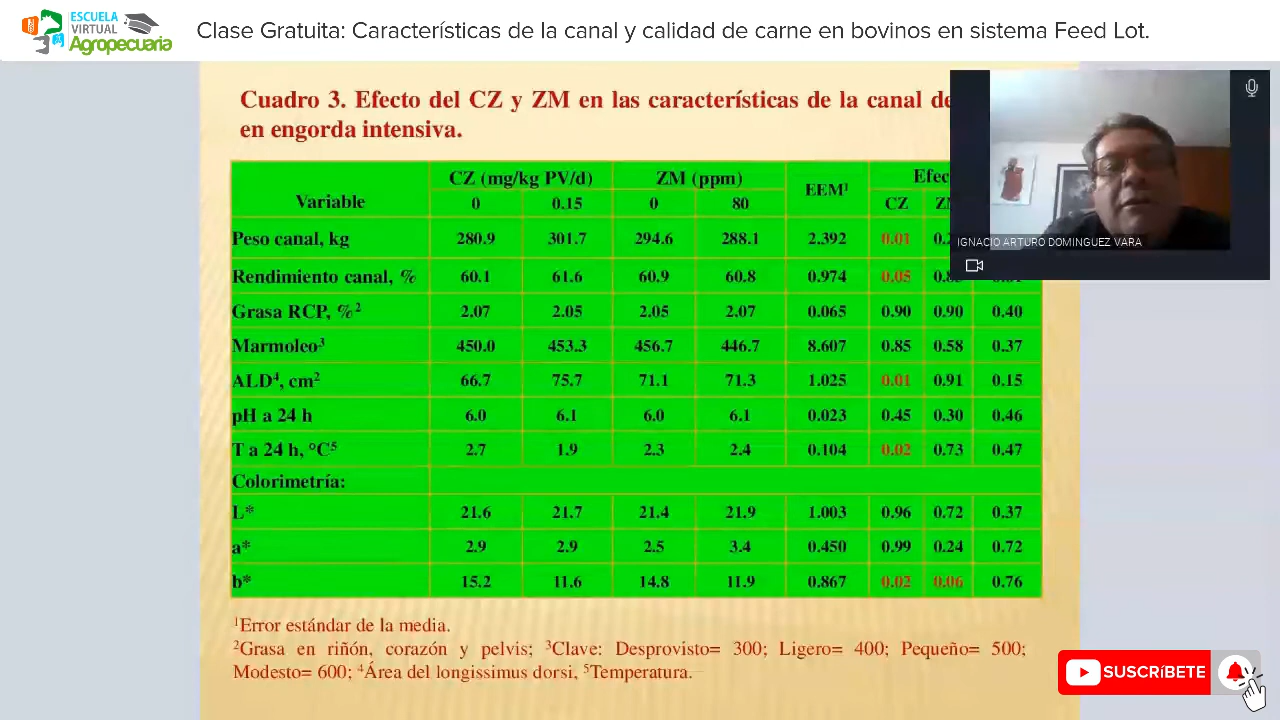 ESCUELA
VIRTUAL
Agropecuaria
Clase Gratuita: Características de la canal y calidad de carne en bovinos en sistema Feed Lot.
Cuadro 3. Efecto del CZ y ZM en las características de la canal de
en engorda intensiva.
Variable CZ (mg/kg PV/d) ZM (ppm) EEM¹
0 0.15 0 80 CZ
Peso canal, kg 280.9 301.7 294.6 288.1 2.392 0.01
Rendimiento canal, % 60.1 61.6 60.9 60.8 0.974 0.05
Grasa RCP, %² 2.07 2.05 2.05 2.07 0.065 0.90 0.90 0.40
Marmoleo³ 450.0 453.3 456.7 446.7 8.607 0.85 0.58 0.37
ALD⁴, cm² 66.7 75.7 71.1 71.3 1.025 0.01 0.91 0.15
pH a 24 h 6.0 6.1 6.0 6.1 0.023 0.45 0.30 0.46
T a 24 h, °C⁵ 2.7 1.9 2.3 2.4 0.104 0.02 0.73 0.47
Colorimetría:
L* 21.6 21.7 21.4 21.9 1.003 0.96 0.72 0.37
a* 2.9 2.9 2.5 3.4 0.450 0.99 0.24 0.72
b* 15.2 11.6 14.8 11.9 0.867 0.02 0.06 0.76
¹Error estándar de la media.
²Grasa en riñón, corazón y pelvis; ³Clave: Desprovisto= 300; Ligero= 400; Pequeño= 500;
Modesto= 600; ⁴Área del longissimus dorsi, ⁵Temperatura.
IGNACIO ARTURO DOMINGUEZ VARA
SUSCRíBETE